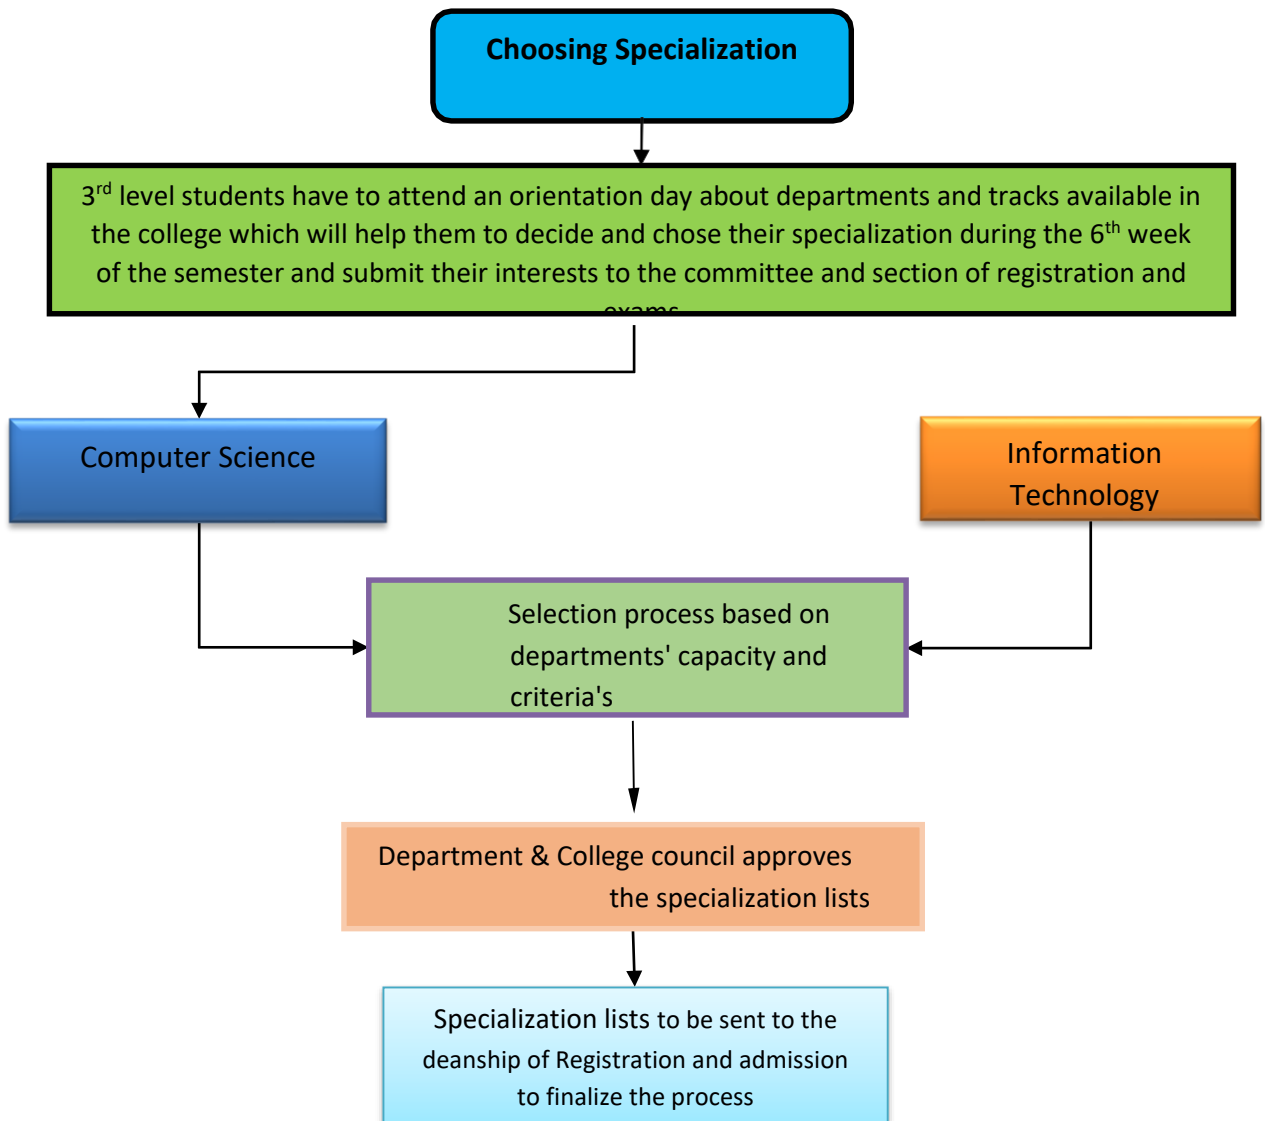 Choosing Specialization
3rd level students have to attend an orientation day about departments and tracks available in
the college which will help them to decide and chose their specialization during the 6th week
of the semester and submit their interests to the committee and section of registration and
exams
Computer Science
Information
Technology
Selection process based on
departments' capacity and
criteria's
Department & College council approves
the specialization lists
Specialization lists to be sent to the
deanship of Registration and admission
to finalize the process